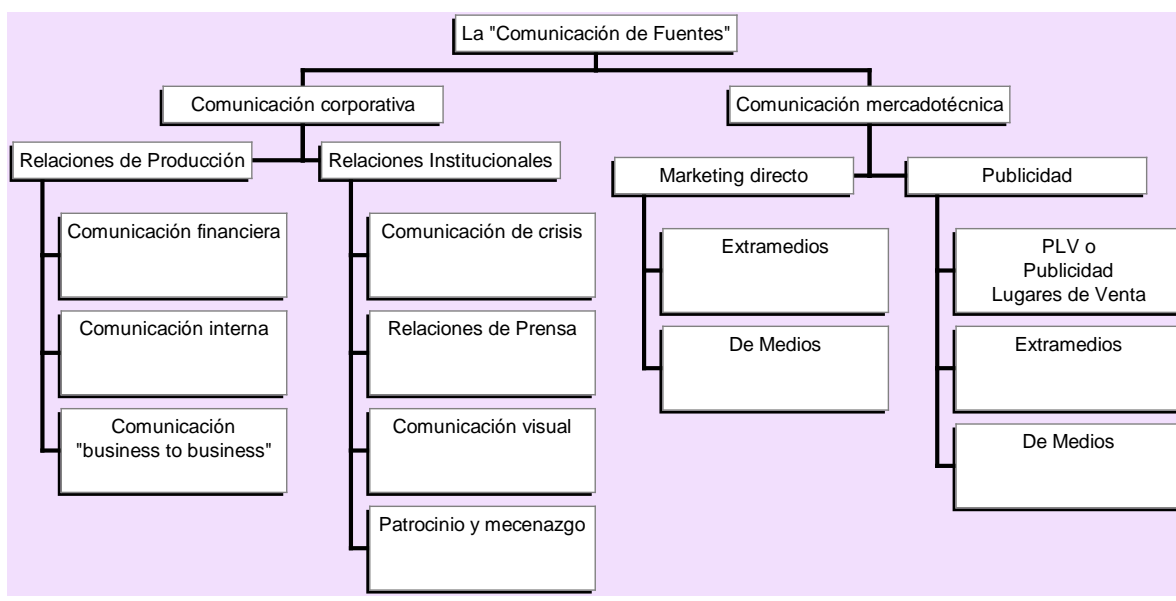 La "Comunicación de Fuentes"
Comunicación corporativa
Comunicación mercadotécnica
Relaciones de Producción
Relaciones Institucionales
Marketing directo
Publicidad
Comunicación financiera
Comunicación interna
Comunicación
"business to business"
Comunicación de crisis
Relaciones de Prensa
Comunicación visual
Patrocinio y mecenazgo
Extramedios
De Medios
PLV o
Publicidad
Lugares de Venta
Extramedios
De Medios